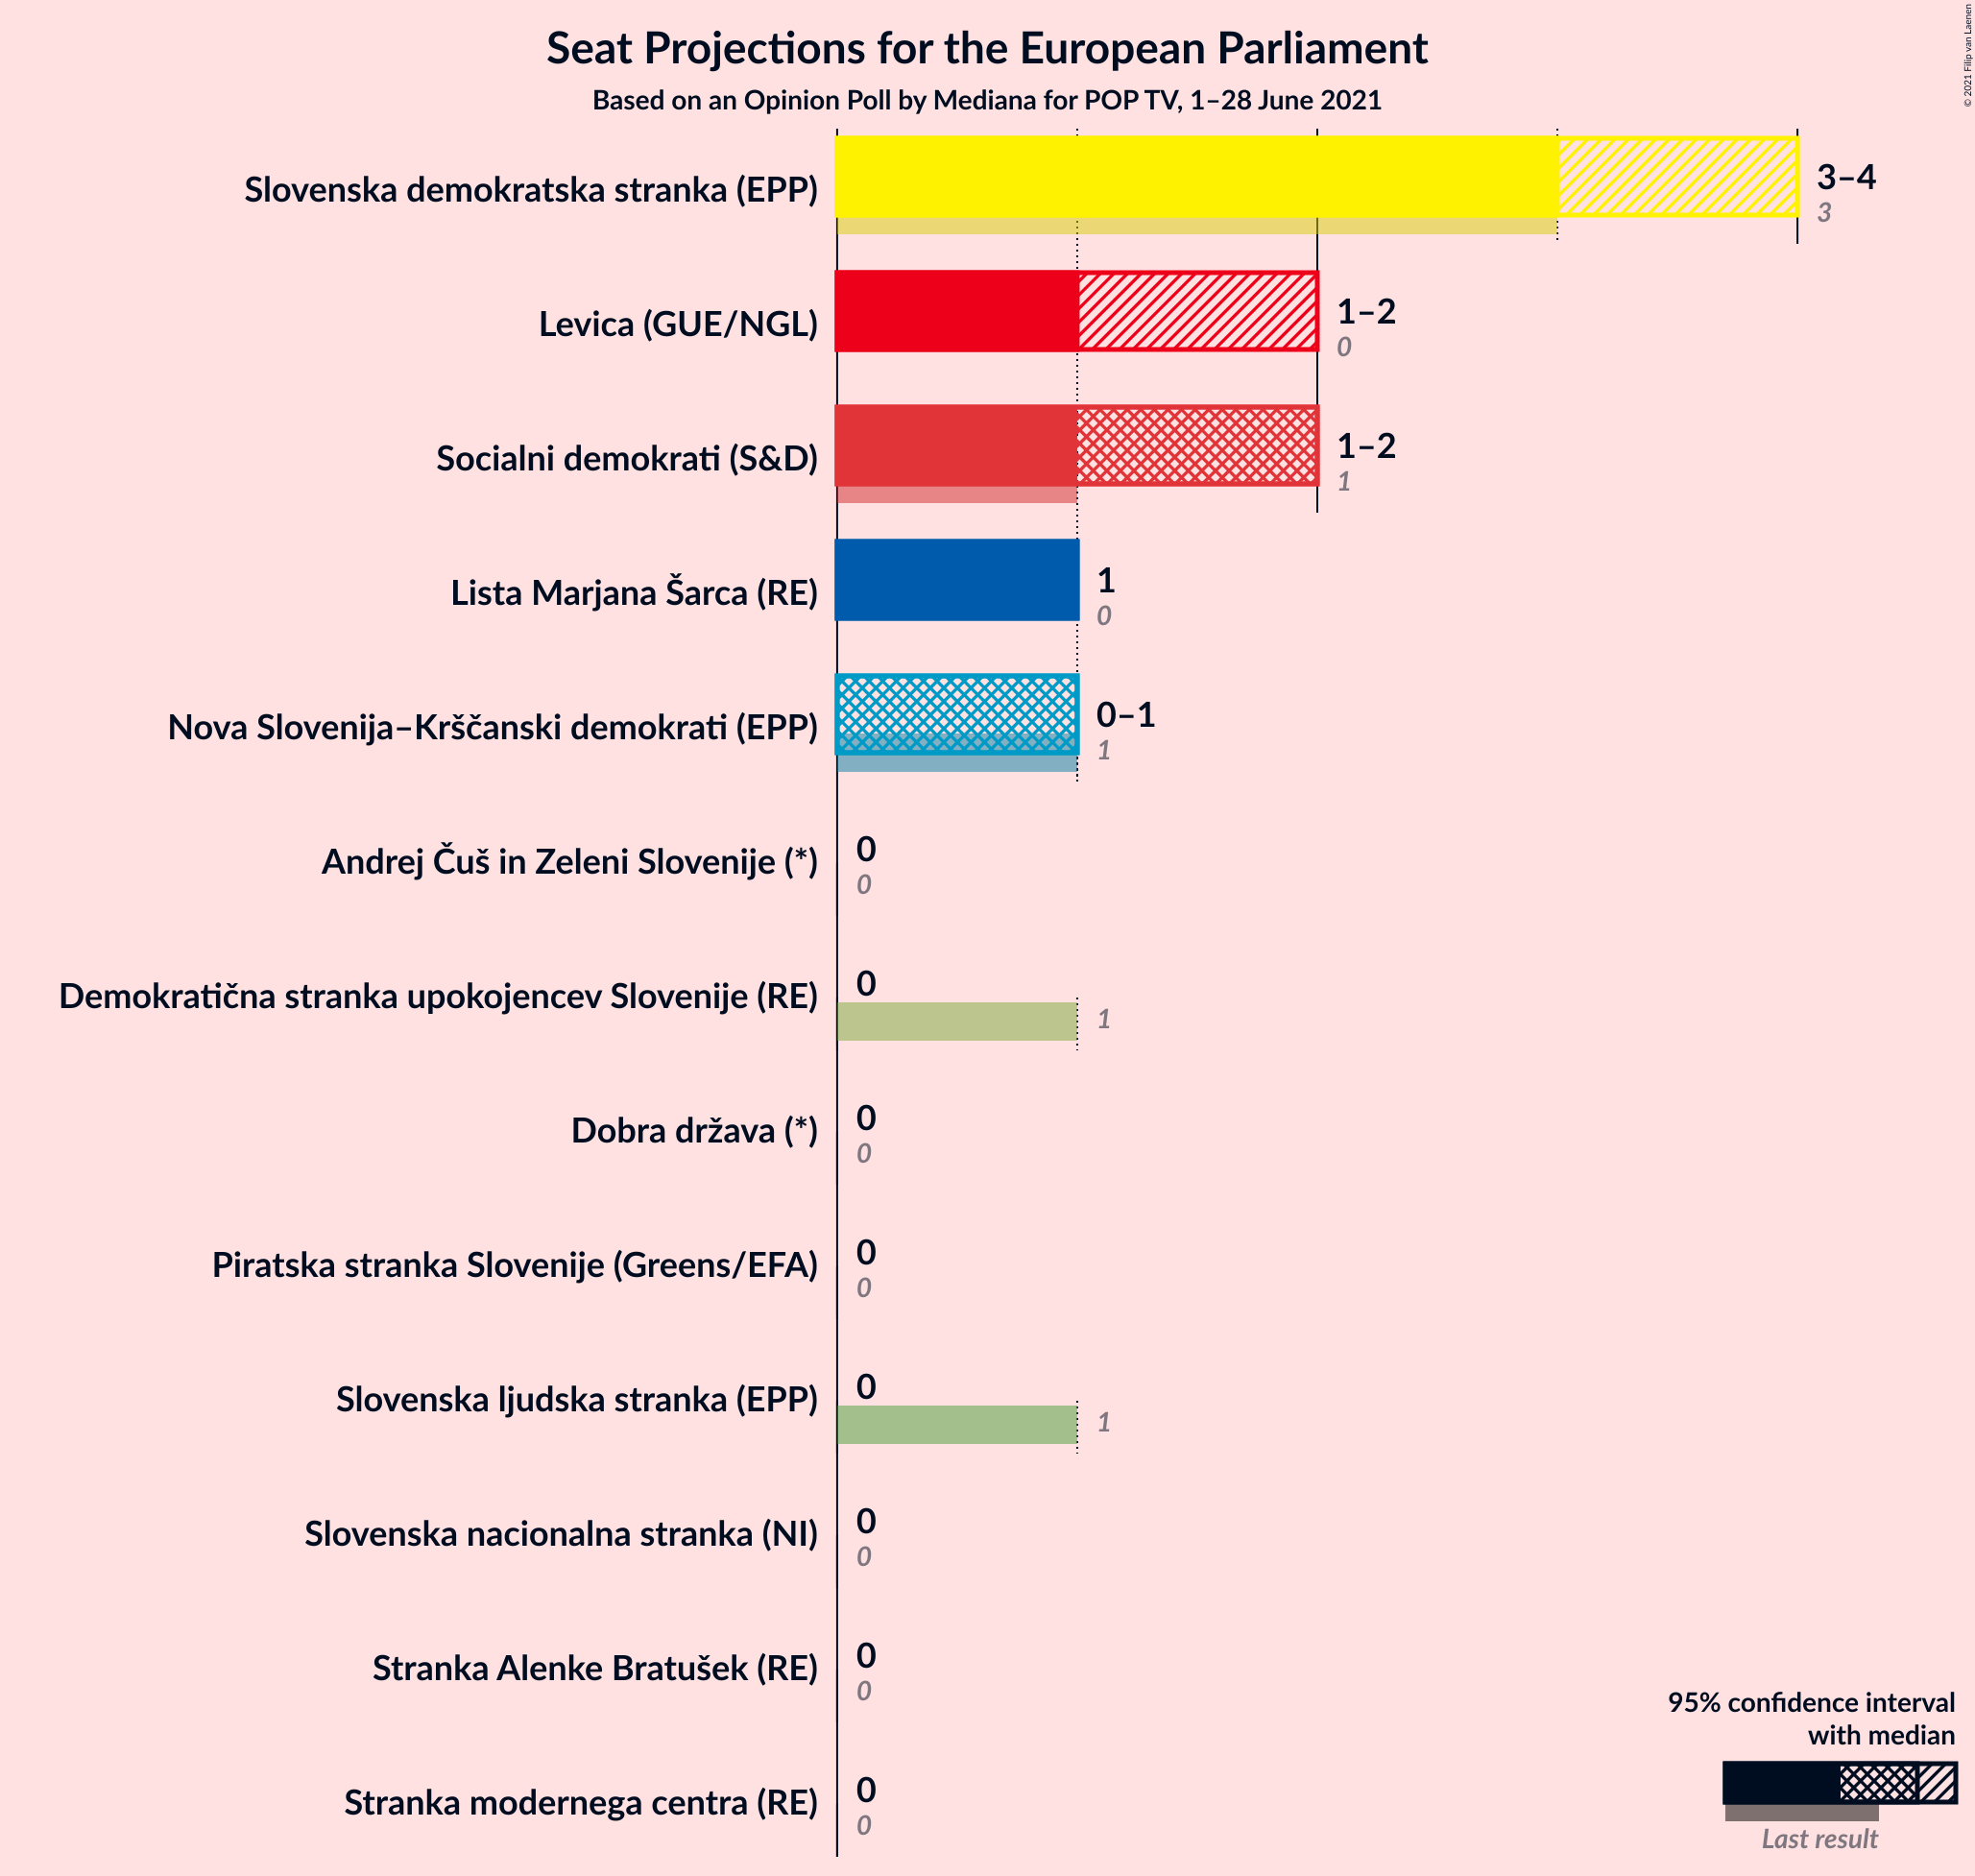 Seat Projections for the European Parliament
Based on an Opinion Poll by Mediana for POP TV, 1–28 June 2021
© 2021 Filip van Laenen
Slovenska demokratska stranka (EPP)
3–4
3
Levica (GUE/NGL)
1–2
0
Socialni demokrati (S&D)
1–2
1
Lista Marjana Šarca (RE)
1
0
Nova Slovenija–Krščanski demokrati (EPP)
0–1
1
Andrej Čuš in Zeleni Slovenije (*)
0
0
Demokratična stranka upokojencev Slovenije (RE)
0
1
Dobra država (*)
0
0
Piratska stranka Slovenije (Greens/EFA)
0
0
Slovenska ljudska stranka (EPP)
0
1
Slovenska nacionalna stranka (NI)
0
0
Stranka Alenke Bratušek (RE)
0
0
Stranka modernega centra (RE)
0
0
95% confidence interval
with median
Last result